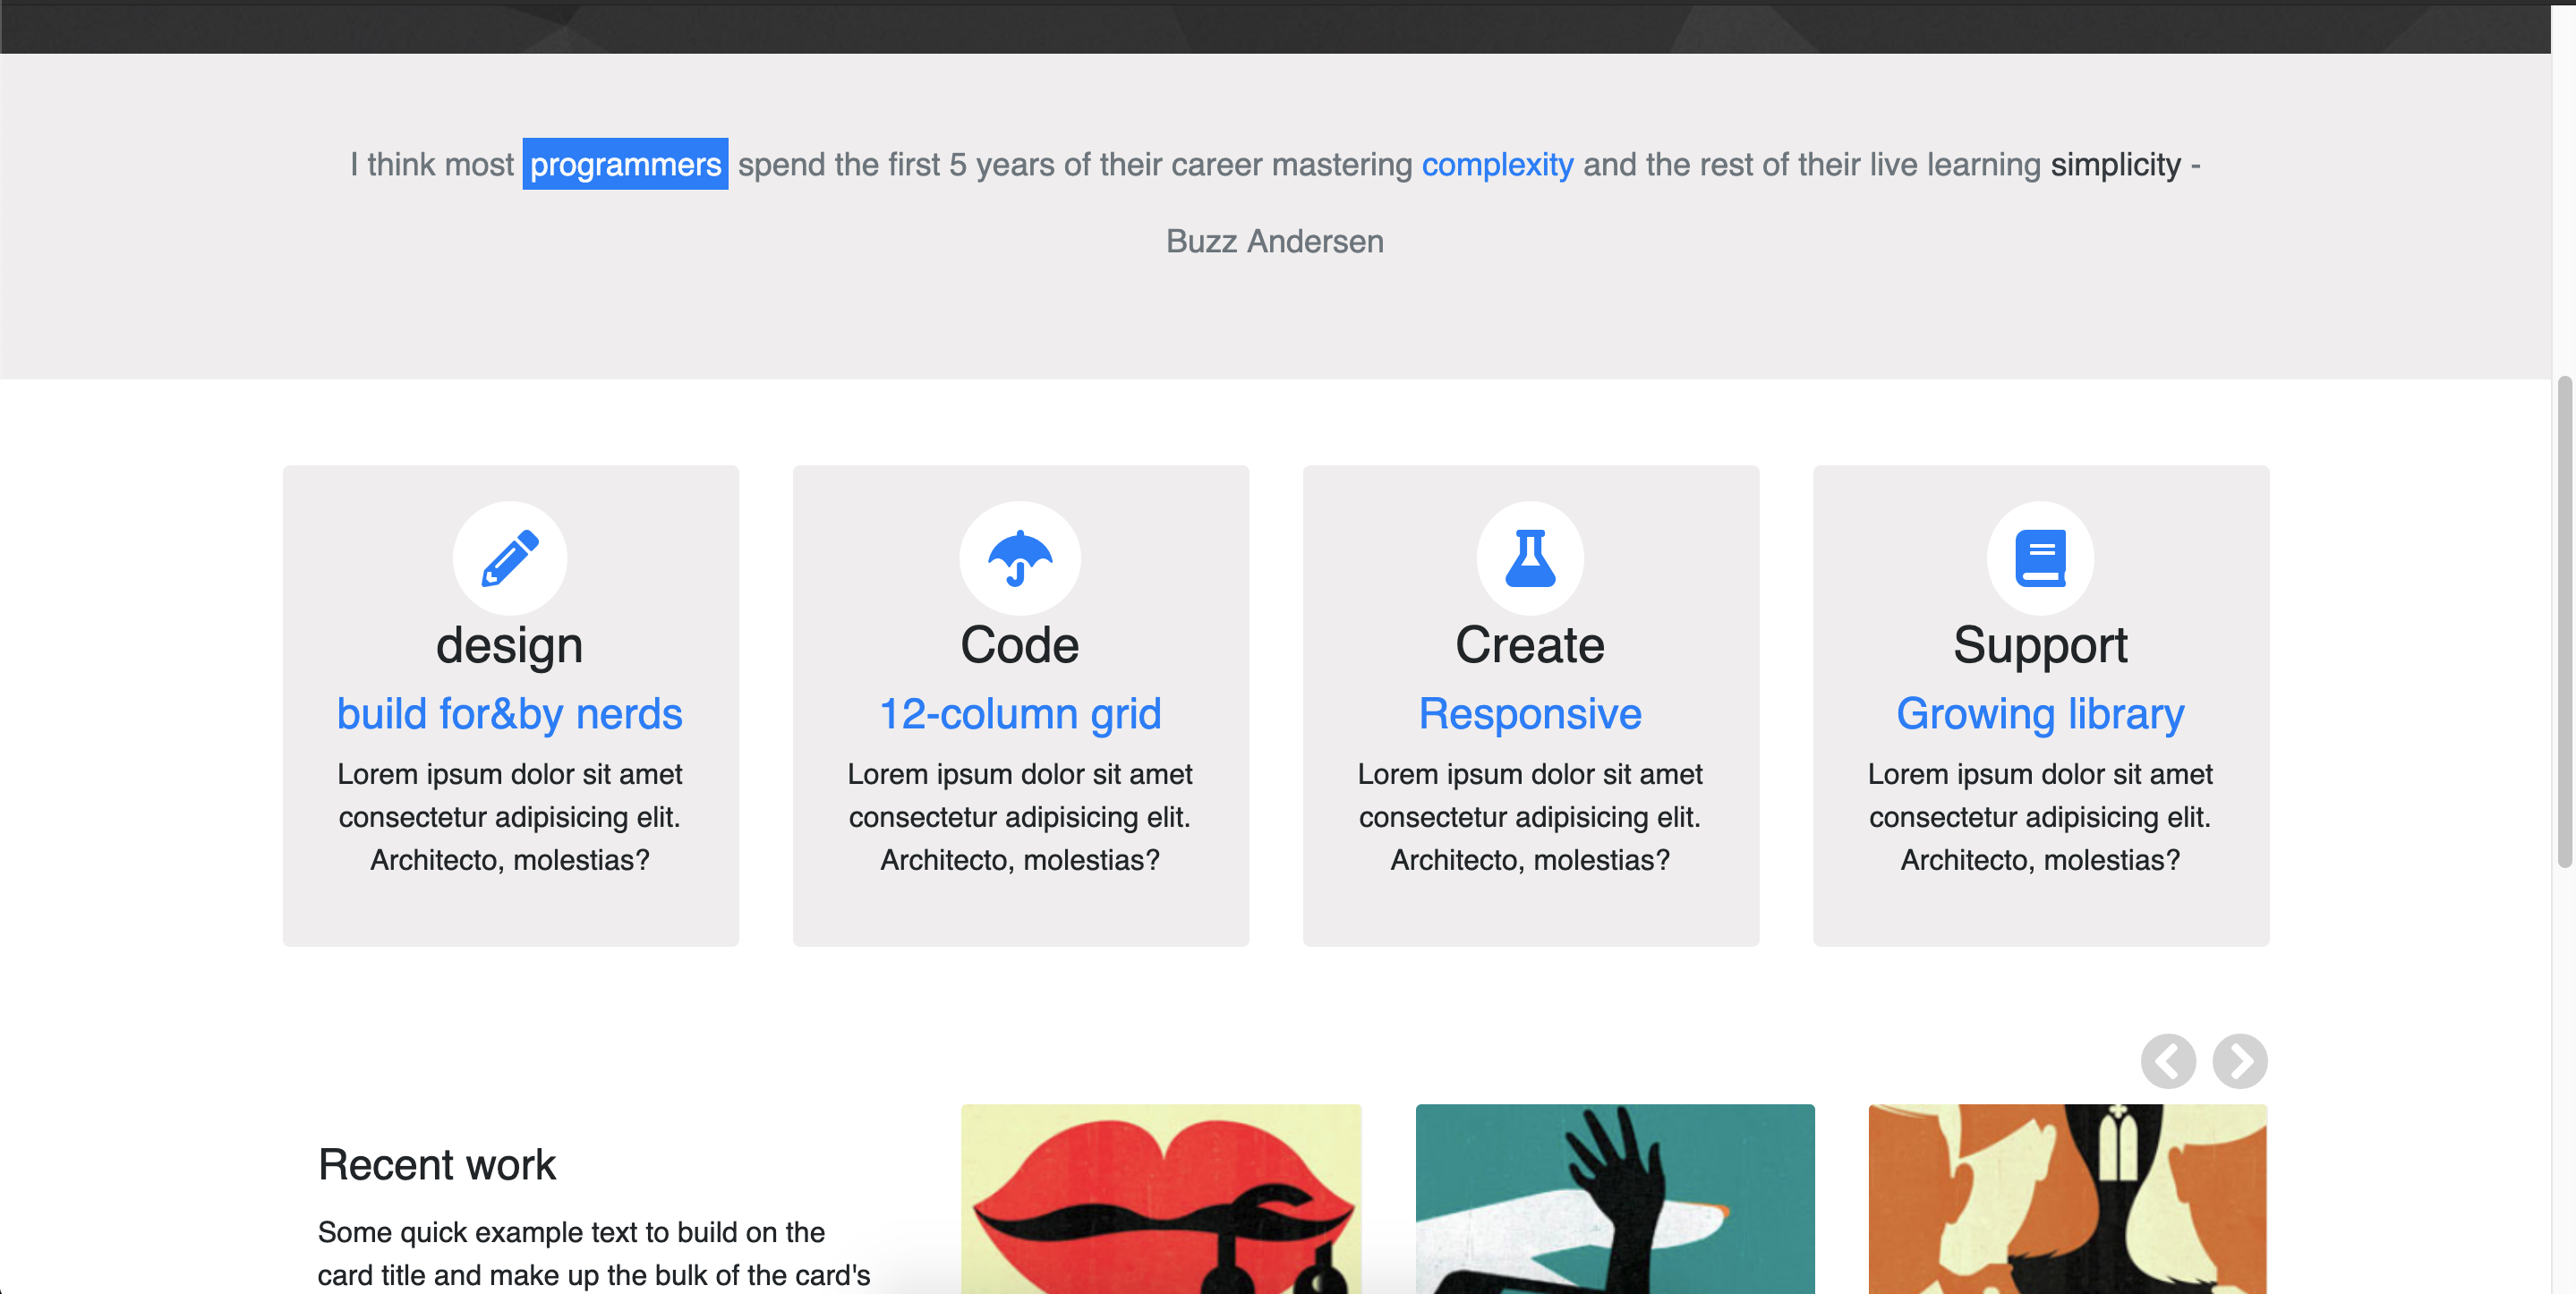 I think most programmers spend the first 5 years of their career mastering complexity and the rest of their live learning simplicity -
Buzz Andersen
design
build for&by nerds
Lorem ipsum dolor sit amet
consectetur adipisicing elit.
Architecto, molestias?
Code
12-column grid
Lorem ipsum dolor sit amet
consectetur adipisicing elit.
Architecto, molestias?
Create
Responsive
Lorem ipsum dolor sit amet
consectetur adipisicing elit.
Architecto, molestias?
Support
Growing library
Lorem ipsum dolor sit amet
consectetur adipisicing elit.
Architecto, molestias?
Recent work
Some quick example text to build on the
card title and make up the bulk of the card's